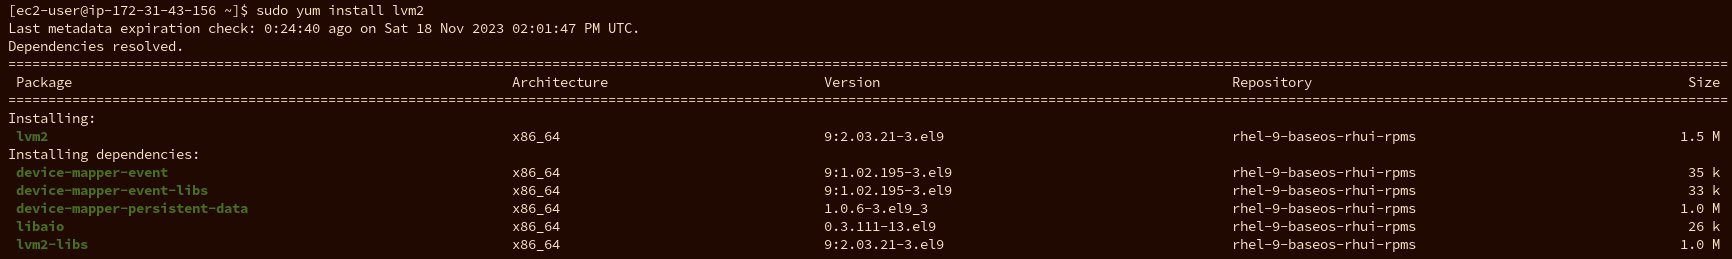 [ec2-user@ip-172-31-43-156 ~]$ sudo yum install lvm2
Last metadata expiration check: 0:24:40 ago on Sat 18 Nov 2023 02:01:47 PM UTC.
Dependencies resolved.
================================================================================
Package Architecture Version Repository Size
================================================================================
Installing:
lvm2 x86_64 9:2.03.21-3.el9 rhel-9-baseos-rhui-rpms 1.5 M
Installing dependencies:
device-mapper-event x86_64 9:1.02.195-3.el9 rhel-9-baseos-rhui-rpms 35 k
device-mapper-event-libs x86_64 9:1.02.195-3.el9 rhel-9-baseos-rhui-rpms 33 k
device-mapper-persistent-data x86_64 1.0.6-3.el9_3 rhel-9-baseos-rhui-rpms 1.0 M
libaio x86_64 0.3.111-13.el9 rhel-9-baseos-rhui-rpms 26 k
lvm2-libs x86_64 9:2.03.21-3.el9 rhel-9-baseos-rhui-rpms 1.0 M